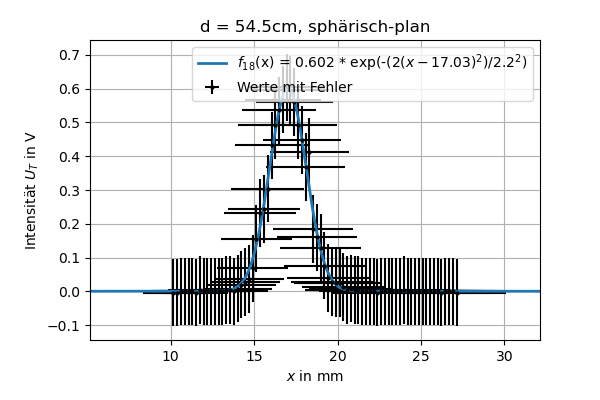 d = 54.5cm, sphärisch-plan
f18(x) = 0.602 * exp(-(2(x − 17.03)²)/2.2²)
Werte mit Fehler
Intensität UT in V
0.7
0.6
0.5
0.4
0.3
0.2
0.1
0.0
−0.1
10 15 20 25 30
x in mm